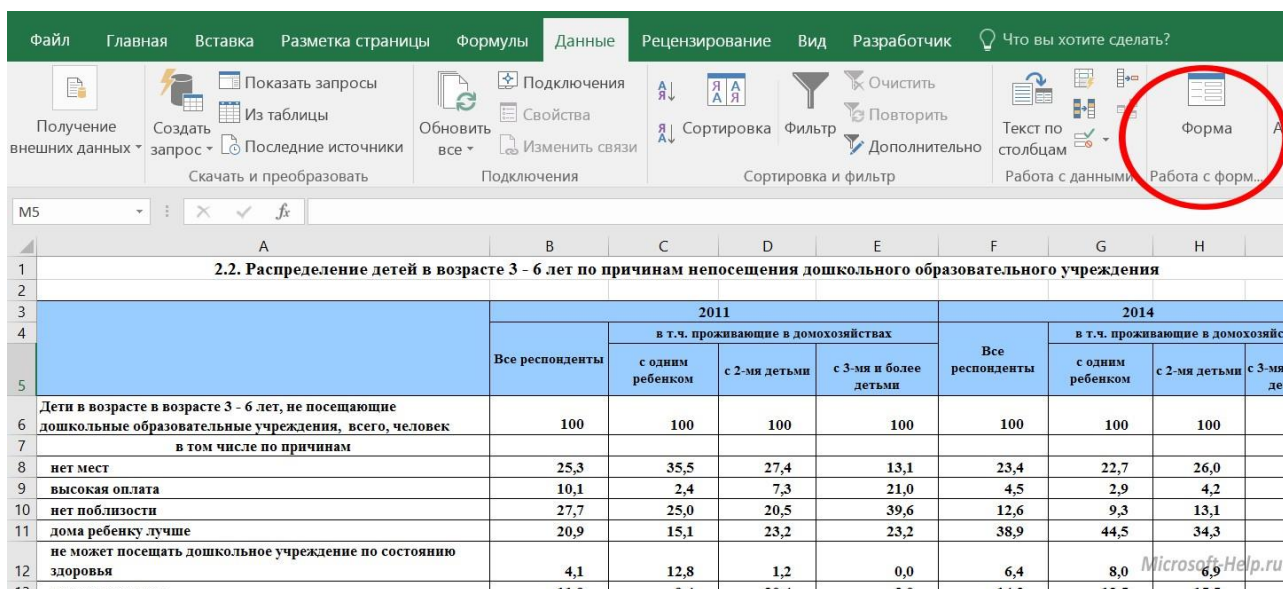 Файл Главная Вставка Разметка страницы Формулы Данные Рецензирование Вид Разработчик Что вы хотите сделать?
Получение внешних данных
Создать запрос
Показать запросы
Из таблицы
Последние источники
Скачать и преобразовать
Обновить все
Подключения
Свойства
Изменить связи
Подключения
Сортировка
Фильтр
Очистить
Повторить
Дополнительно
Сортировка и фильтр
Текст по столбцам
Работа с данными
Форма
Работа с форм...
M5 fx
A B C D E F G H
1 2.2. Распределение детей в возрасте 3 - 6 лет по причинам непосещения дошкольного образовательного учреждения
2
3 2011 2014
4 в т.ч. проживающие в домохозяйствах в т.ч. проживающие в домохозяйс
5 Все респонденты с одним ребенком с 2-мя детьми с 3-мя и более детьми Все респонденты с одним ребенком с 2-мя детьми с 3-мя
6 Дети в возрасте в возрасте 3 - 6 лет, не посещающие дошкольные образовательные учреждения, всего, человек 100 100 100 100 100 100 100
7 в том числе по причинам
8 нет мест 25,3 35,5 27,4 13,1 23,4 22,7 26,0
9 высокая оплата 10,1 2,4 7,3 21,0 4,5 2,9 4,2
10 нет поблизости 27,7 25,0 20,5 39,6 12,6 9,3 13,1
11 дома ребенку лучше 20,9 15,1 23,2 23,2 38,9 44,5 34,3
12 не может посещать дошкольное учреждение по состоянию здоровья 4,1 12,8 1,2 0,0 6,4 8,0 6,9
Microsoft-Help.ru